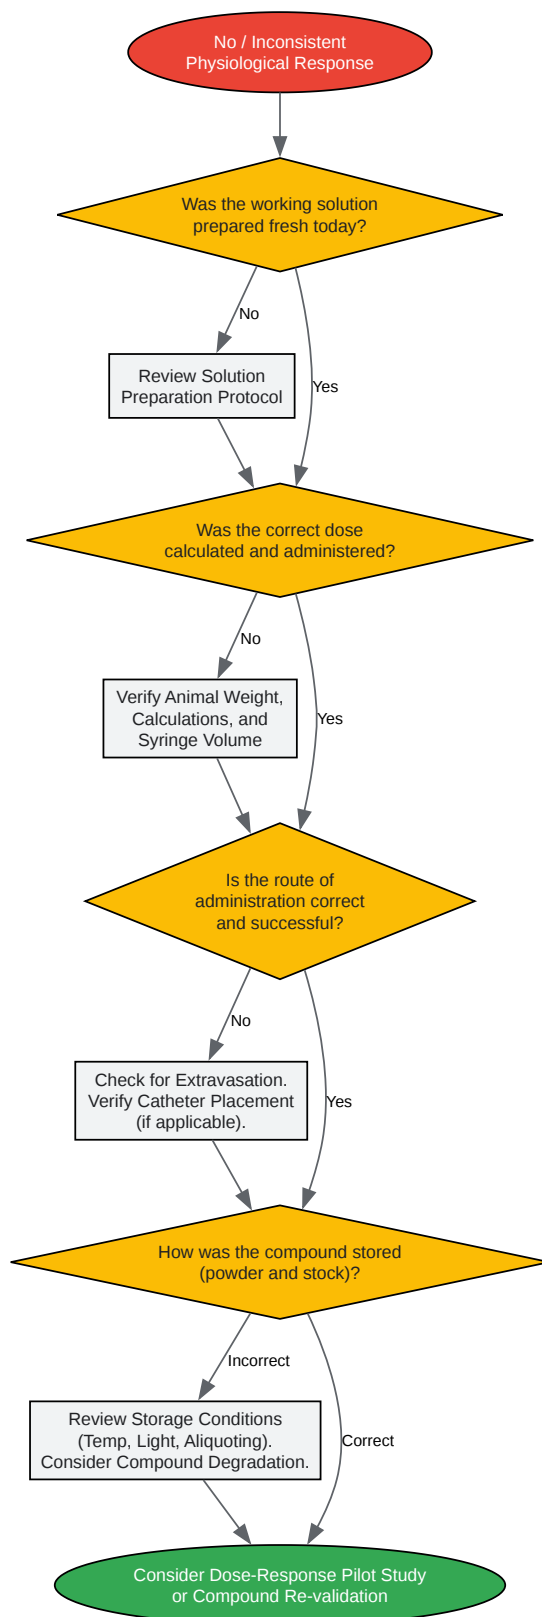 No / Inconsistent
Physiological Response
Was the working solution
prepared fresh today?
No
Review Solution
Preparation Protocol
Yes
Was the correct dose
calculated and administered?
No
Verify Animal Weight,
Calculations, and
Syringe Volume
Yes
Is the route of
administration correct
and successful?
No
Check for Extravasation.
Verify Catheter Placement
(if applicable).
Yes
How was the compound stored
(powder and stock)?
Incorrect
Review Storage Conditions
(Temp, Light, Aliquoting).
Consider Compound Degradation.
Correct
Consider Dose-Response Pilot Study
or Compound Re-validation